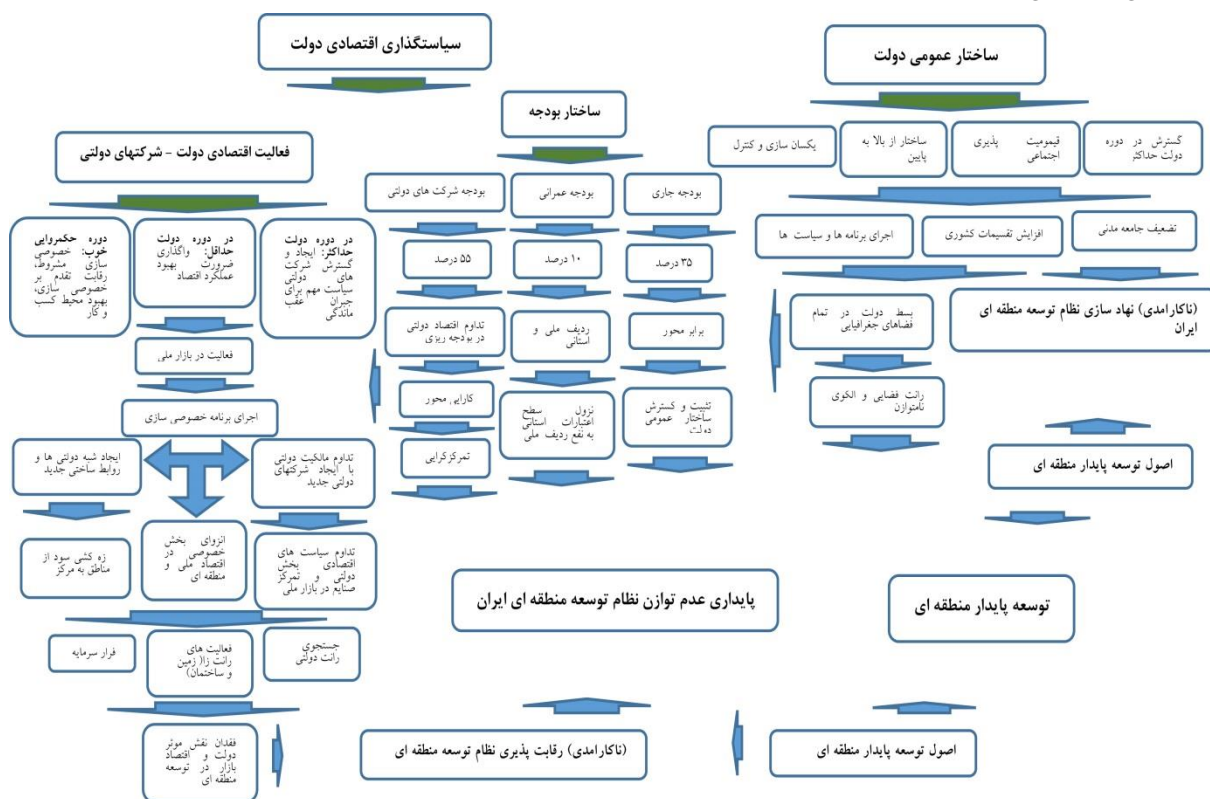 سیاستگذاری اقتصادی دولت
ساختار عمومی دولت
ساختار بودجه
فعالیت اقتصادی دولت - شرکتهای دولتی
گسترش در دوره
دولت حداکثر
قیمومیت پذیری
اجتماعی
ساختار از بالا به
پایین
یکسان سازی و کنترل
تضعیف جامعه مدنی
افزایش تقسیمات کشوری
اجرای برنامه ها و سیاست ها
(ناکارامدی) نهاد سازی نظام توسعه منطقه ای
ایران
بسط دولت در تمام
فضاهای جغرافیایی
رانت فضایی و الکوی
نامتوازن
اصول توسعه پایدار منطقه ای
توسعه پایدار منطقه ای
اصول توسعه پایدار منطقه ای
بودجه جاری
بودجه عمرانی
بودجه شرکت های دولتی
۳۵ درصد
۱۰ درصد
۵۵ درصد
برابر محور
ردیف ملی و
استانی
تداوم اقتصاد دولتی
در بودجه ریزی
تثبیت و کسترش
ساختار عمومی
دولت
نزول سطح
اعتبارات استانی
به نفع ردیف ملی
کارایی محور
تمرکزکرایی
در دوره دولت
حداکثر: ایجاد و
گسترش شرکت
های دولتی
سیاست مهم برای
جبران عقب
ماندگی
در دوره دولت
حداقل: واگذاری
ضرورت بهبود
عملکرد اقتصاد
دوره حکمروایی
خوب: خصوصی
سازی مشروط،
رقابت تقدم بر
خصوصی سازی،
بهبود محیط کسب
و کار
فعالیت در بازار ملی
اجرای برنامه خصوصی سازی
تداوم مالکیت دولتی
با ایجاد شرکتهای
دولتی جدید
ایجاد شبه دولتی ها و
روابط ساختی جدید
تداوم سیاست های
اقتصادی بخش
دولتی و تمرکز
صنایع در بازار ملی
انزوای بخش
خصوصی در
اقتصاد ملی و
منطقه ای
زه کشی سود از
مناطق به مرکز
جستجوی
رانت دولتی
فعالیت های
رانت زا( زمین
و ساختمان)
فرار سرمایه
فقدان نقش موثر
دولت و اقتصاد
بازار در توسعه
منطقه ای
پایداری عدم توازن نظام توسعه منطقه ای ایران
(ناکارامدی) رقابت پذیری نظام توسعه منطقه ای